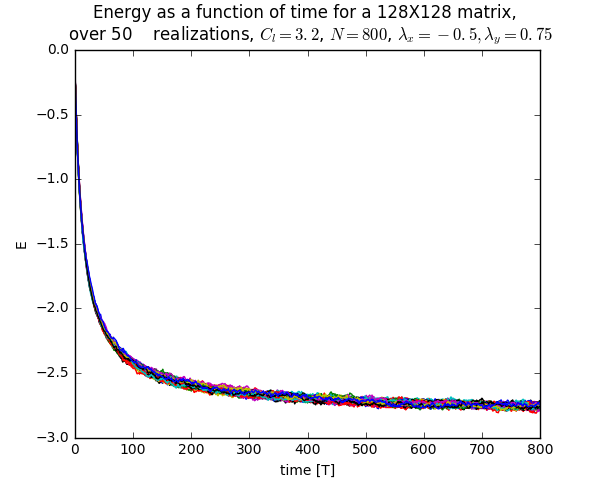 Energy as a function of time for a 128X128 matrix,
over 50 realizations, C_l = 3.2, N = 800, λ_x = −0.5, λ_y = 0.75
0.0
−0.5
−1.0
−1.5
−2.0
−2.5
−3.0
E
0 100 200 300 400 500 600 700 800
time [T]